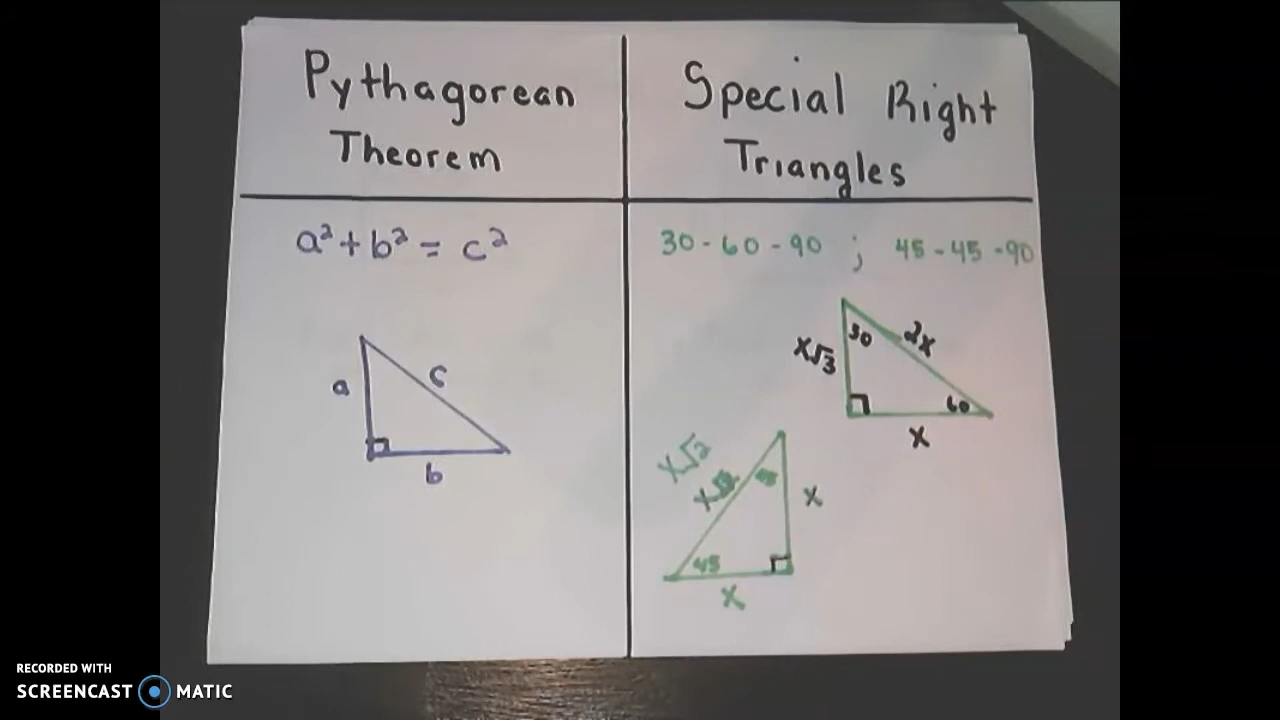 Pythagorean
Theorem
a² + b² = c²
a
c
b
Special Right
Triangles
30 - 60 - 90 ; 45 - 45 - 90
30
2x
x√3
60
x
x√2
45
x
45
x
RECORDED WITH
SCREENCAST MATIC